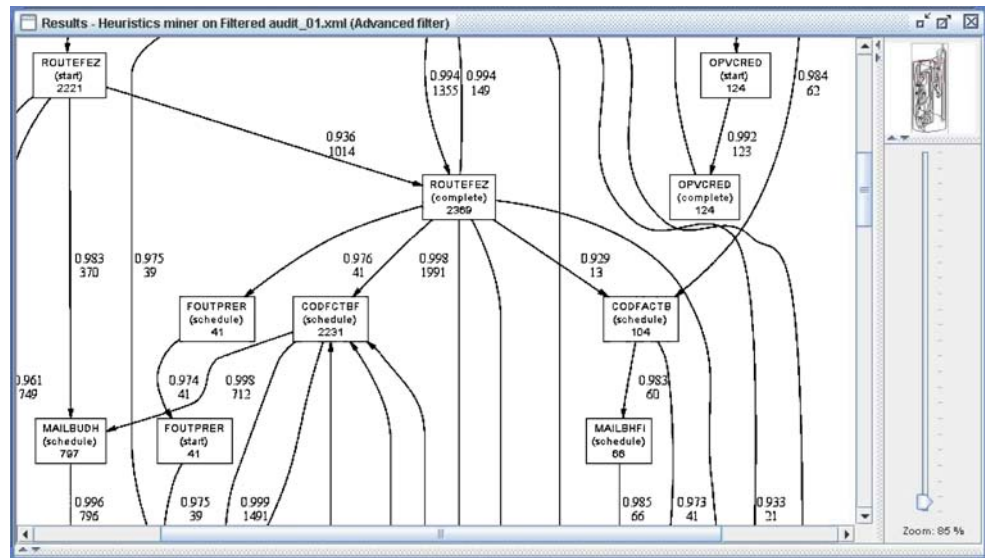 Results - Heuristics miner on Filtered audit_01.xml (Advanced filter)
ROUTEFEZ
(start)
2221
0.994
1355
0.994
149
OPVCRED
(start)
124
0.984
62
0.936
1014
0.992
123
ROUTEFEZ
(complete)
2369
OPVCRED
(complete)
124
0.983
370
0.975
39
0.976
41
0.998
1991
0.929
13
FOUTPRER
(schedule)
41
CODFCTBF
(schedule)
2231
CODFACTB
(schedule)
104
0.961
749
0.974
41
0.998
712
0.983
60
MAILBUDH
(schedule)
797
FOUTPRER
(start)
41
MAILBHFI
(schedule)
66
0.996
796
0.975
39
0.999
1491
0.985
66
0.973
41
0.933
21
Zoom: 85 %